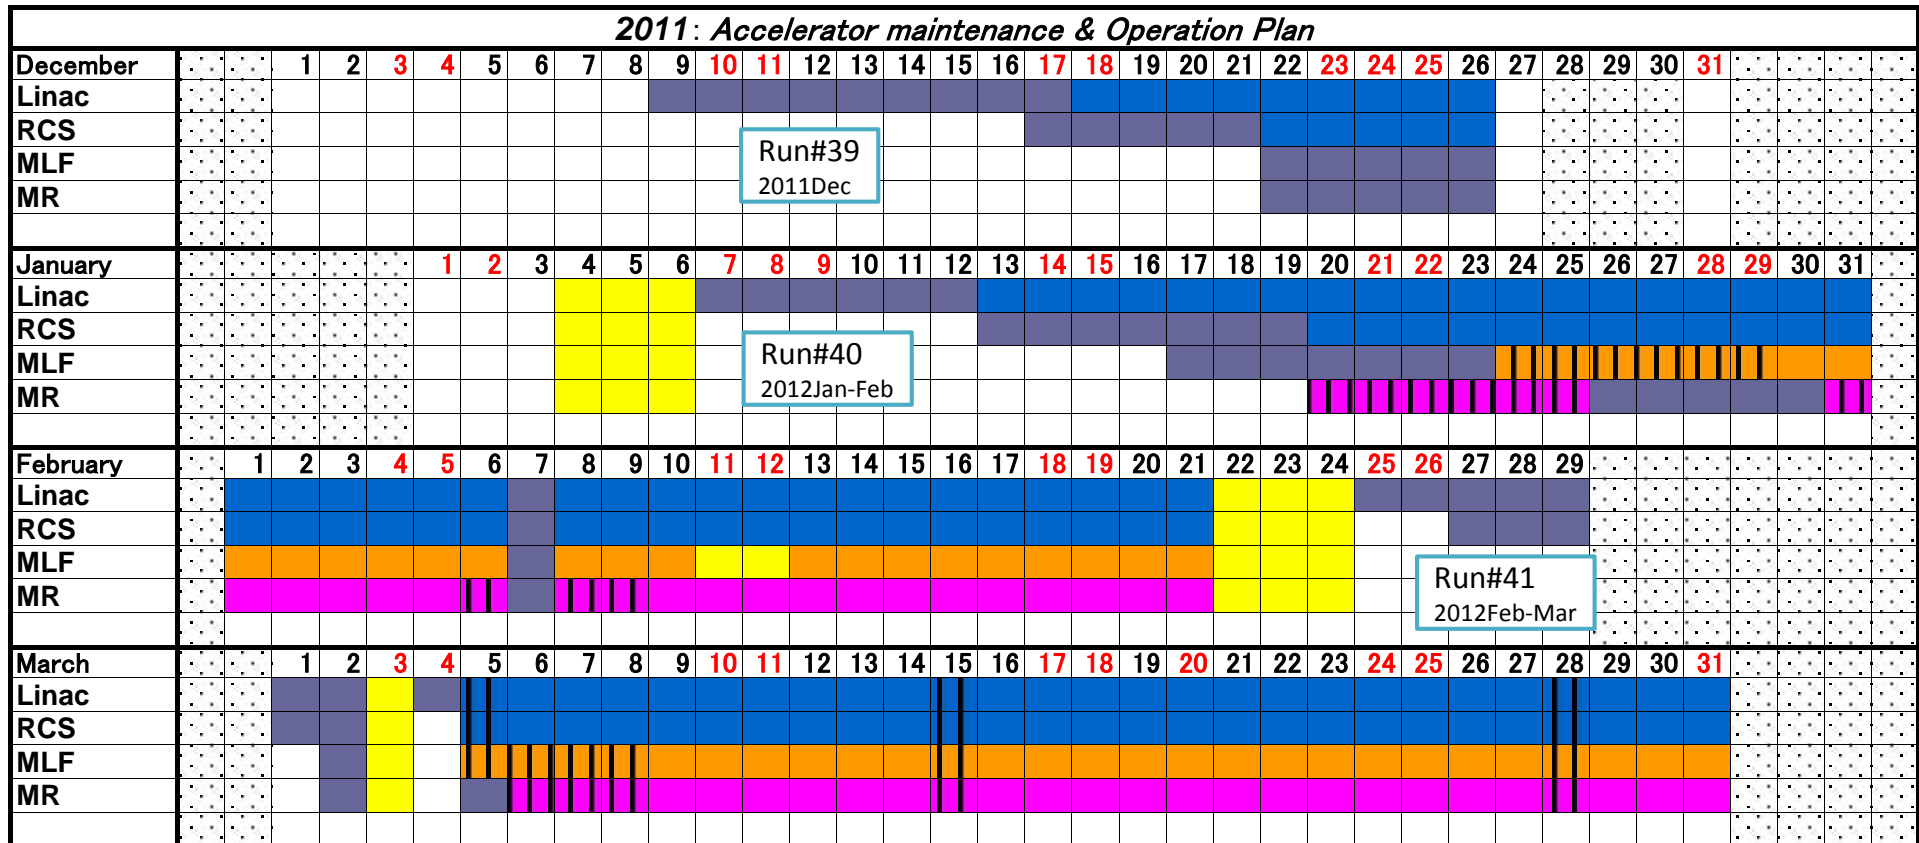 2011: Accelerator maintenance & Operation Plan
December 1 2 3 4 5 6 7 8 9 10 11 12 13 14 15 16 17 18 19 20 21 22 23 24 25 26 27 28 29 30 31
Linac
RCS
Run#39
MLF
2011Dec
MR
January 1 2 3 4 5 6 7 8 9 10 11 12 13 14 15 16 17 18 19 20 21 22 23 24 25 26 27 28 29 30 31
Linac
RCS
Run#40
MLF
2012Jan-Feb
MR
February 1 2 3 4 5 6 7 8 9 10 11 12 13 14 15 16 17 18 19 20 21 22 23 24 25 26 27 28 29
Linac
RCS
MLF
Run#41
MR
2012Feb-Mar
March 1 2 3 4 5 6 7 8 9 10 11 12 13 14 15 16 17 18 19 20 21 22 23 24 25 26 27 28 29 30 31
Linac
RCS
MLF
MR